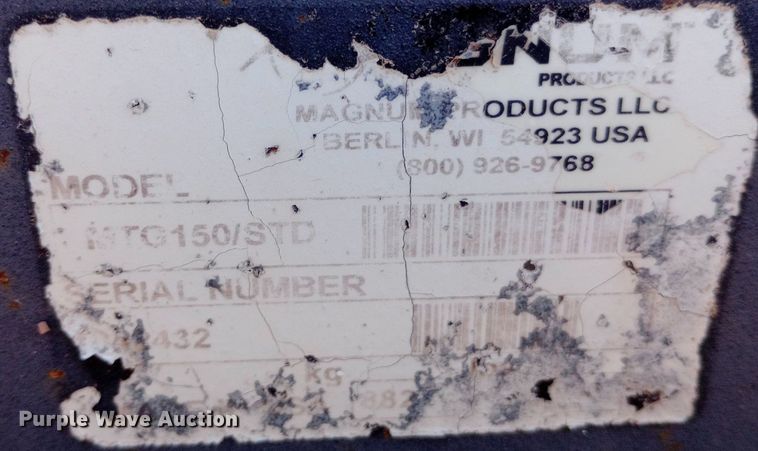 GNUM
PRODUCTS LLC
MAGNUM PRODUCTS LLC
BERLIN, WI 54923 USA
(800) 926-9768
MODEL
MTG150/STD
SERIAL NUMBER
432
kg
Purple Wave Auction